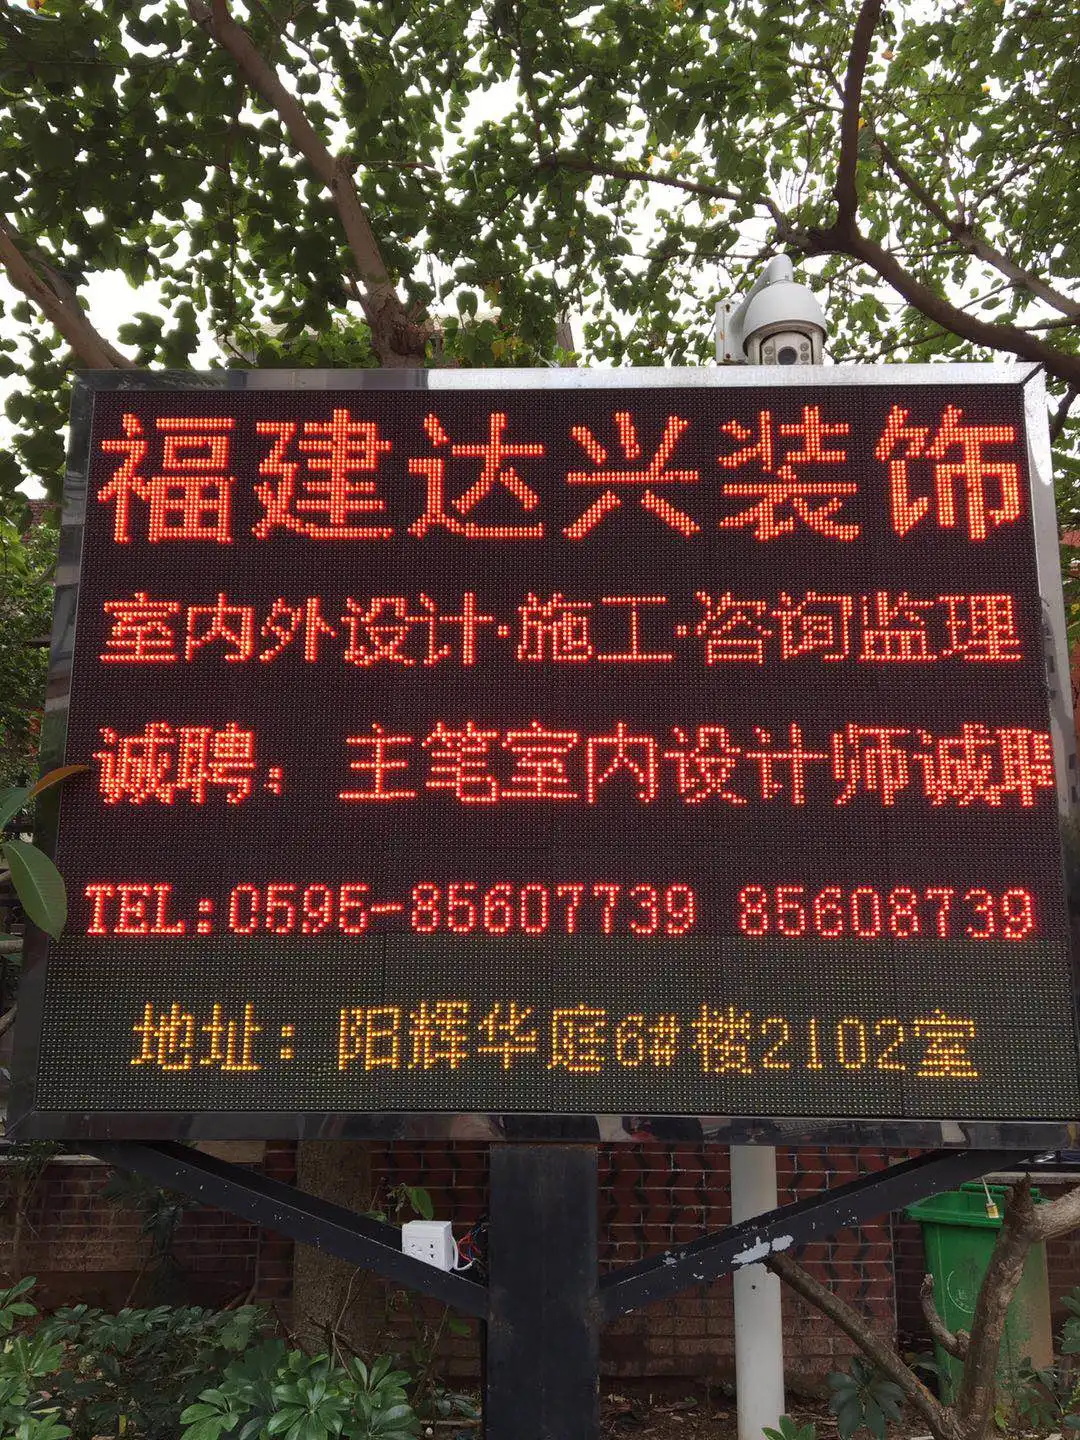 福建达兴装饰
室内外设计·施工·咨询监理
诚聘： 主笔室内设计师诚聘
TEL:0595-85607739 85608739
地址：阳辉华庭6#楼2102室